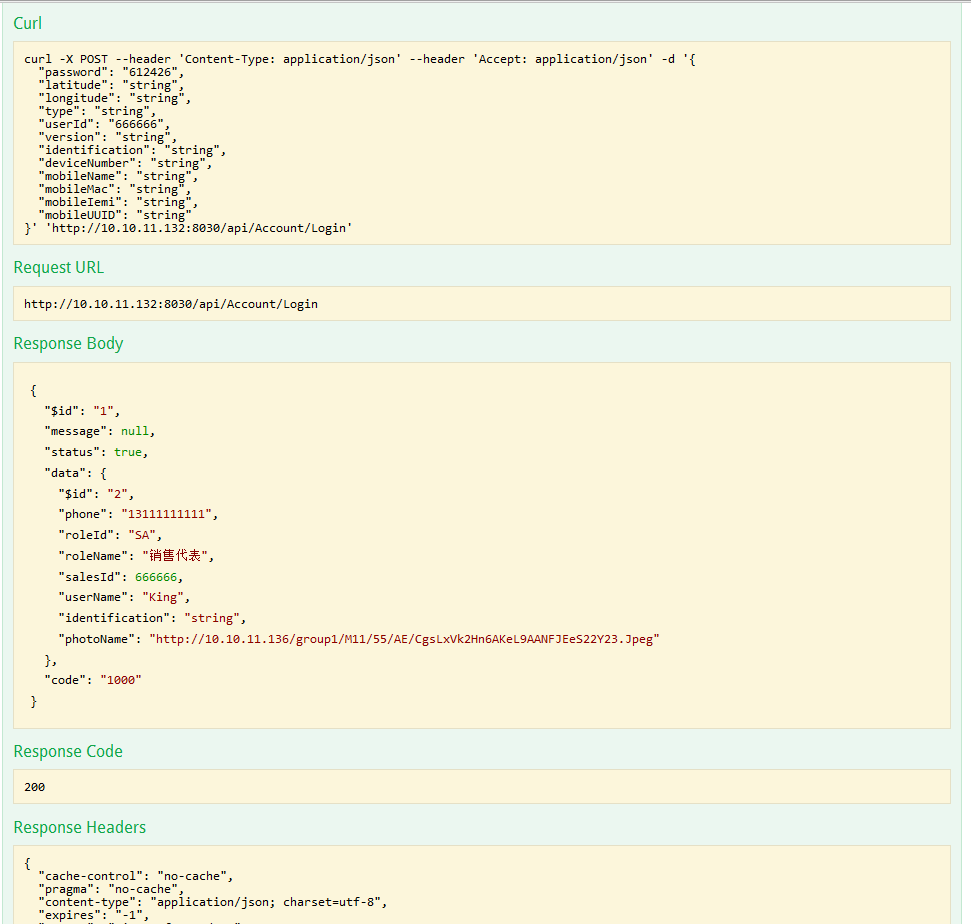 Curl
curl -X POST --header 'Content-Type: application/json' --header 'Accept: application/json' -d '{
  "password": "612426",
  "latitude": "string",
  "longitude": "string",
  "type": "string",
  "userId": "666666",
  "version": "string",
  "identification": "string",
  "deviceNumber": "string",
  "mobileName": "string",
  "mobileMac": "string",
  "mobileIemi": "string",
  "mobileUUID": "string"
}' 'http://10.10.11.132:8030/api/Account/Login'
Request URL
http://10.10.11.132:8030/api/Account/Login
Response Body
{
  "$id": "1",
  "message": null,
  "status": true,
  "data": {
    "$id": "2",
    "phone": "13111111111",
    "roleId": "SA",
    "roleName": "销售代表",
    "salesId": 666666,
    "userName": "King",
    "identification": "string",
    "photoName": "http://10.10.11.136/group1/M11/55/AE/CgsLxVk2Hn6AKeL9AANFJEeS22Y23.Jpeg"
  },
  "code": "1000"
}
Response Code
200
Response Headers
{
  "cache-control": "no-cache",
  "pragma": "no-cache",
  "content-type": "application/json; charset=utf-8",
  "expires": "-1",